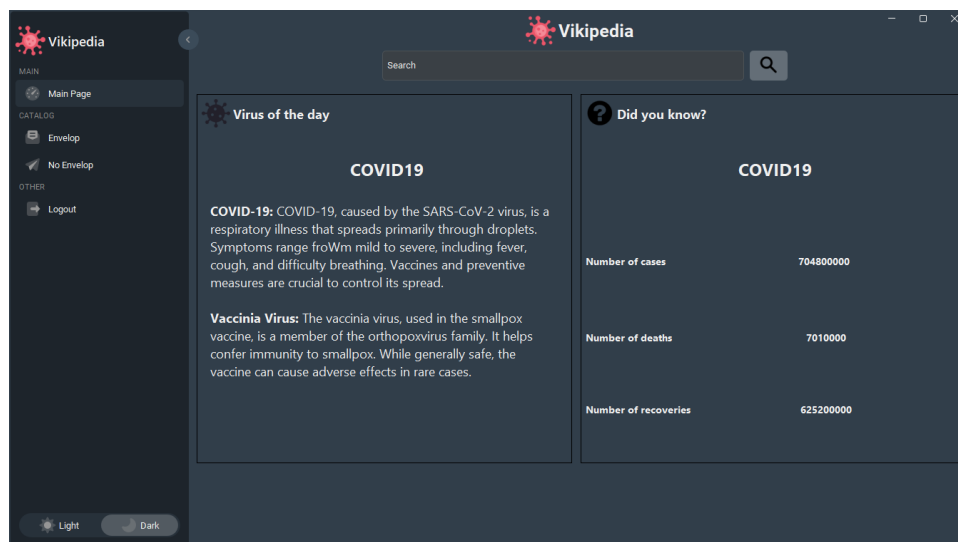 Vikipedia
MAIN
Main Page
CATALOG
Envelop
No Envelop
OTHER
Logout
Light
Dark
Vikipedia
Search
Virus of the day
COVID19
COVID-19: COVID-19, caused by the SARS-CoV-2 virus, is a
respiratory illness that spreads primarily through droplets.
Symptoms range froWm mild to severe, including fever,
cough, and difficulty breathing. Vaccines and preventive
measures are crucial to control its spread.
Vaccinia Virus: The vaccinia virus, used in the smallpox
vaccine, is a member of the orthopoxvirus family. It helps
confer immunity to smallpox. While generally safe, the
vaccine can cause adverse effects in rare cases.
Did you know?
COVID19
Number of cases 704800000
Number of deaths 7010000
Number of recoveries 625200000